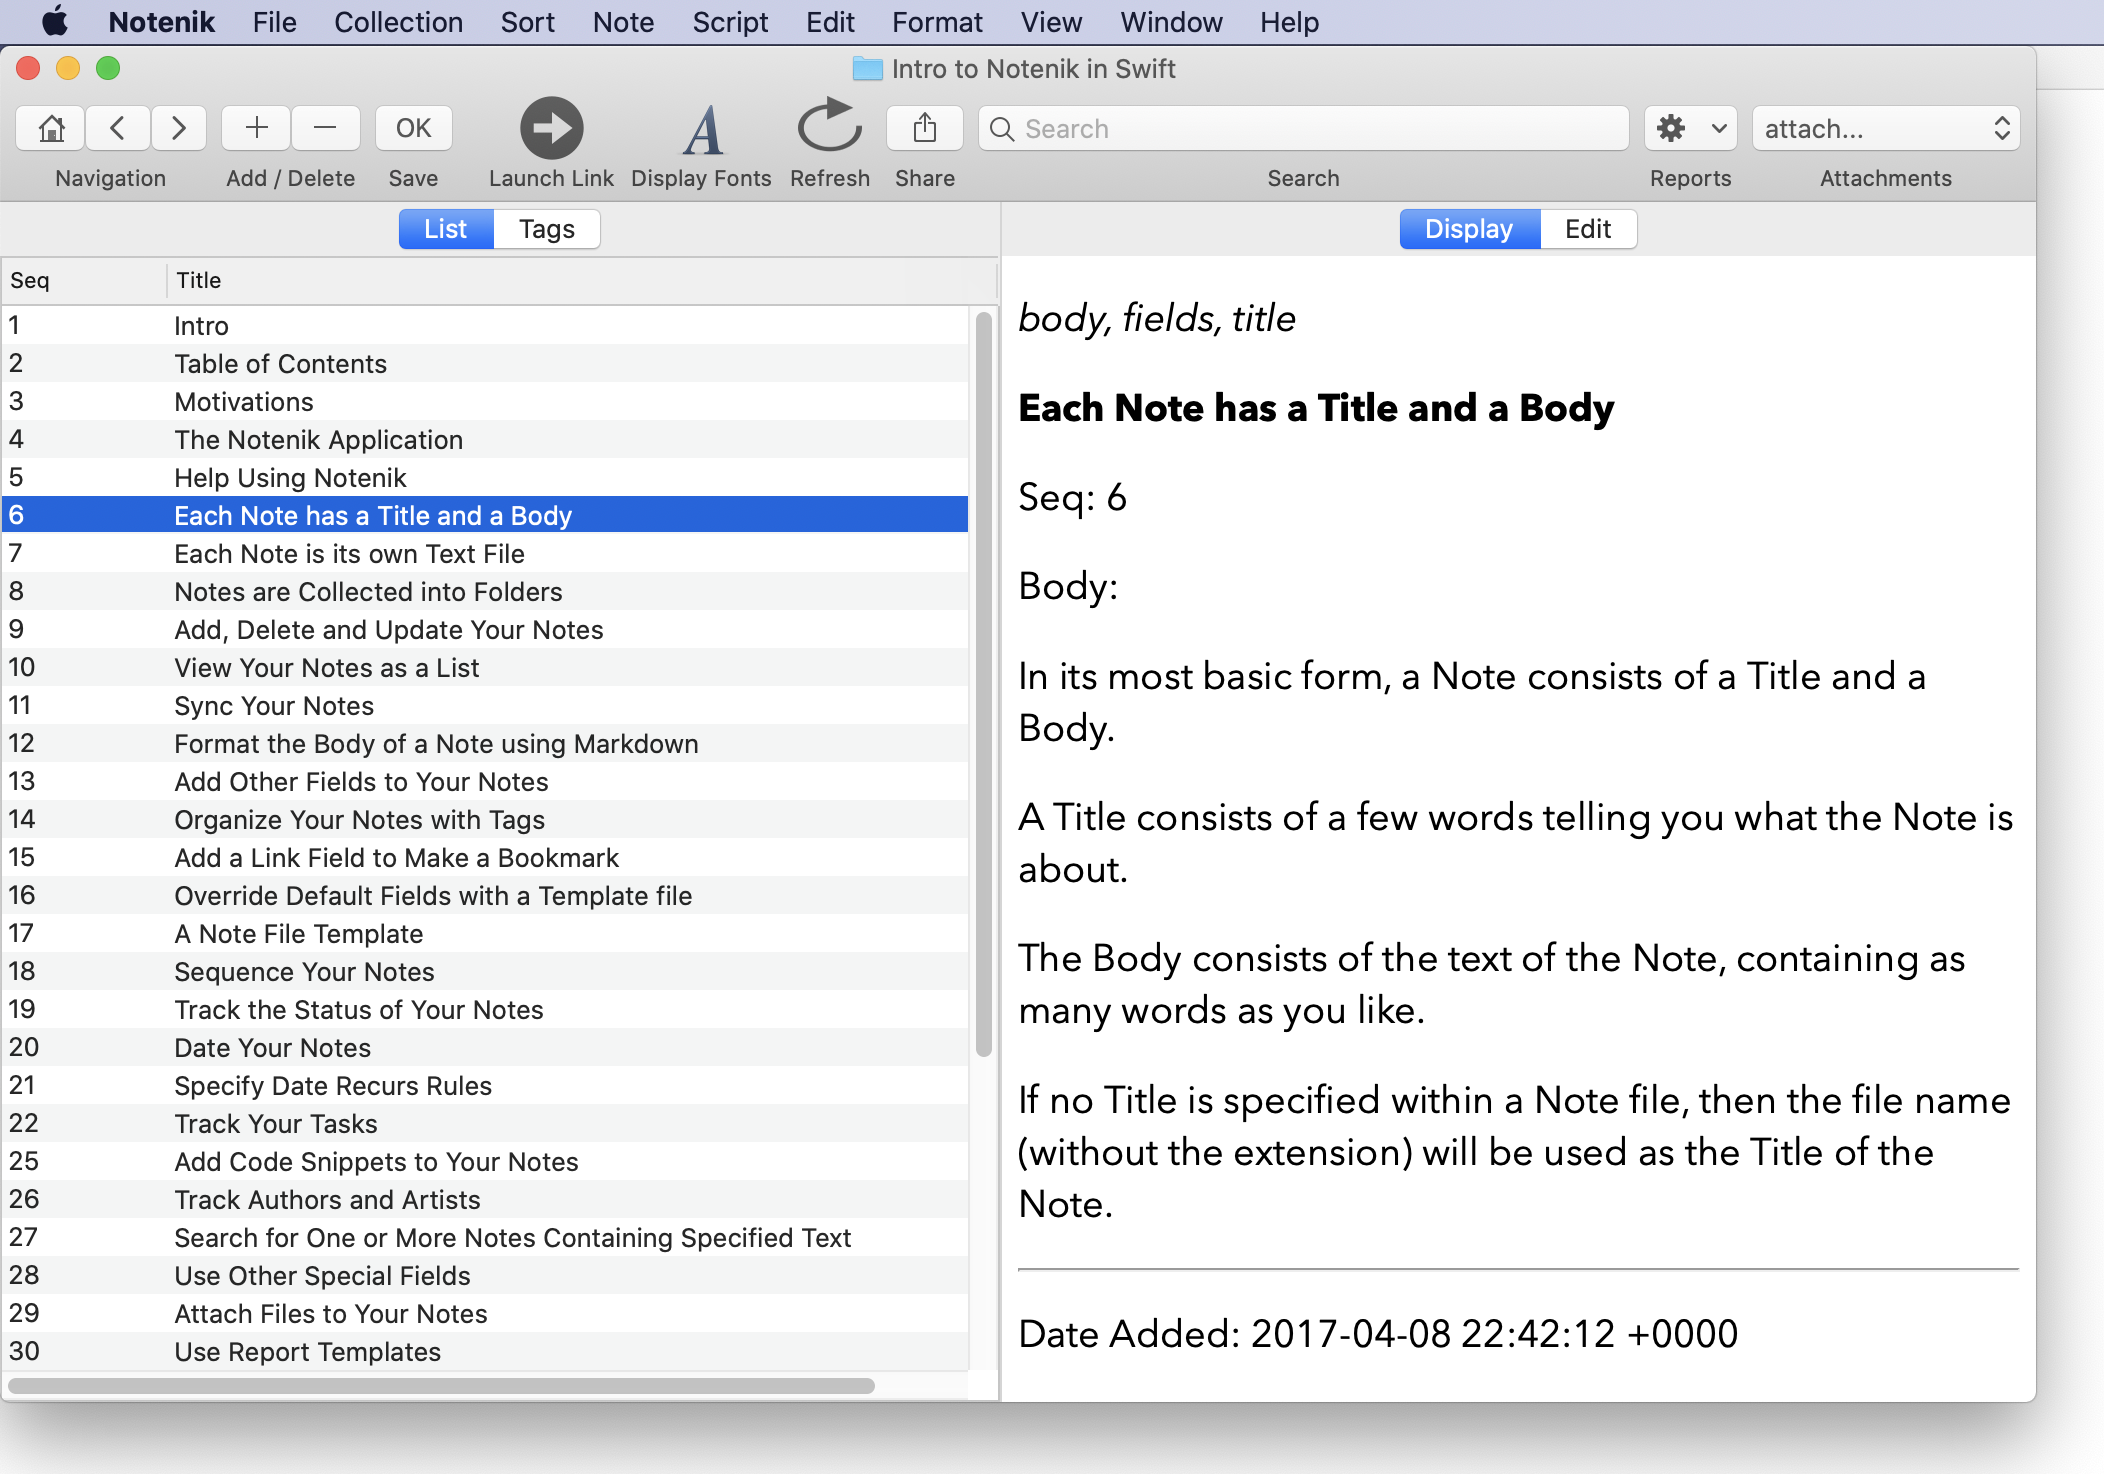 Notenik File Collection Sort Note Script Edit Format View Window Help
Intro to Notenik in Swift
OK
Search
attach...
Navigation Add / Delete Save Launch Link Display Fonts Refresh Share Search Reports Attachments
List Tags
Display Edit
Seq Title
1 Intro
2 Table of Contents
3 Motivations
4 The Notenik Application
5 Help Using Notenik
6 Each Note has a Title and a Body
7 Each Note is its own Text File
8 Notes are Collected into Folders
9 Add, Delete and Update Your Notes
10 View Your Notes as a List
11 Sync Your Notes
12 Format the Body of a Note using Markdown
13 Add Other Fields to Your Notes
14 Organize Your Notes with Tags
15 Add a Link Field to Make a Bookmark
16 Override Default Fields with a Template file
17 A Note File Template
18 Sequence Your Notes
19 Track the Status of Your Notes
20 Date Your Notes
21 Specify Date Recurs Rules
22 Track Your Tasks
25 Add Code Snippets to Your Notes
26 Track Authors and Artists
27 Search for One or More Notes Containing Specified Text
28 Use Other Special Fields
29 Attach Files to Your Notes
30 Use Report Templates
body, fields, title
Each Note has a Title and a Body
Seq: 6
Body:
In its most basic form, a Note consists of a Title and a
Body.
A Title consists of a few words telling you what the Note is
about.
The Body consists of the text of the Note, containing as
many words as you like.
If no Title is specified within a Note file, then the file name
(without the extension) will be used as the Title of the
Note.
Date Added: 2017-04-08 22:42:12 +0000